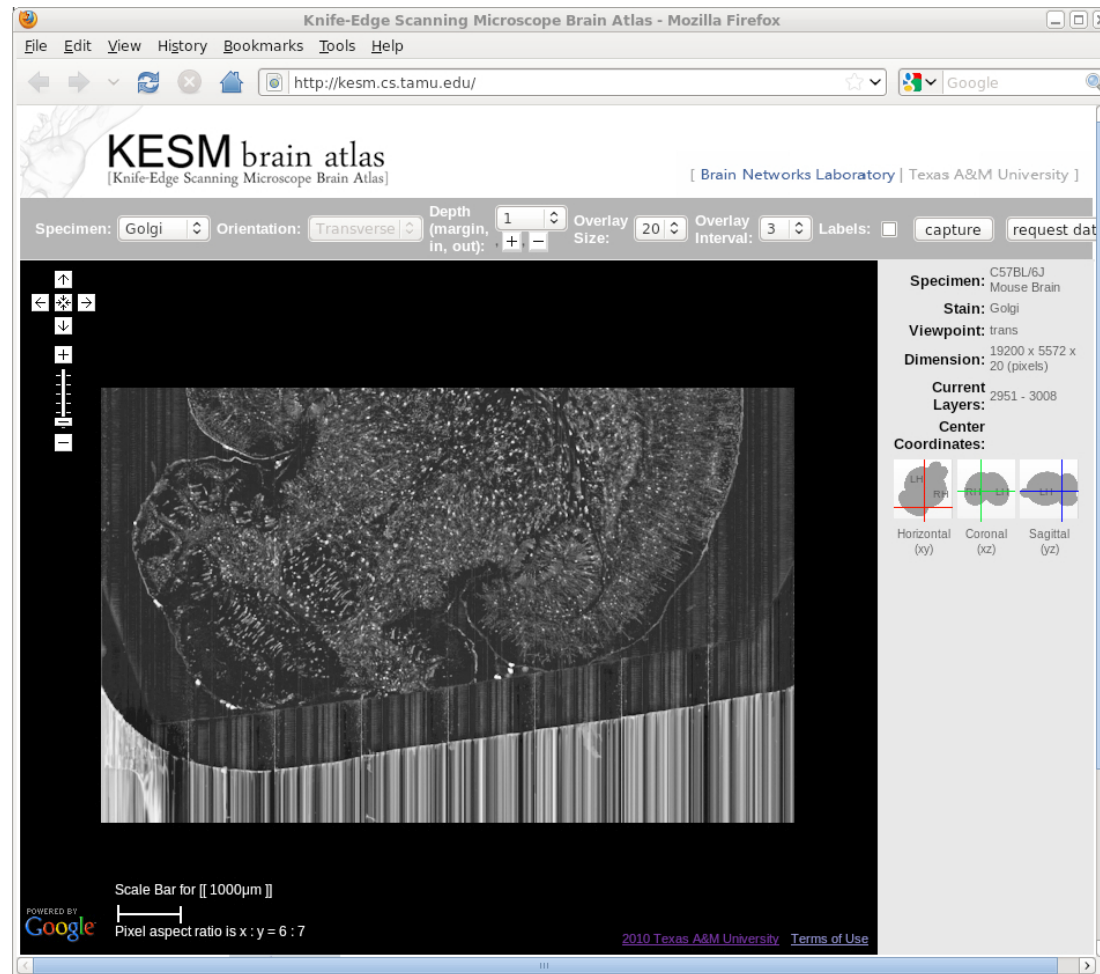 Knife-Edge Scanning Microscope Brain Atlas - Mozilla Firefox
File Edit View History Bookmarks Tools Help
http://kesm.cs.tamu.edu/ Google
KESM brain atlas
[Knife-Edge Scanning Microscope Brain Atlas]
[ Brain Networks Laboratory | Texas A&M University ]
Specimen: Golgi Orientation: Transverse Depth (margin, in, out): 1 , + , − Overlay Size: 20 Overlay Interval: 3 Labels: capture request dat
Specimen: C57BL/6J
Mouse Brain
Stain: Golgi
Viewpoint: trans
Dimension: 19200 x 5572 x
20 (pixels)
Current
Layers: 2951 - 3008
Center
Coordinates:
LH RH RH LH LH
Horizontal Coronal Sagittal
(xy) (xz) (yz)
Scale Bar for [[ 1000μm ]]
POWERED BY
Google
Pixel aspect ratio is x : y = 6 : 7
2010 Texas A&M University Terms of Use